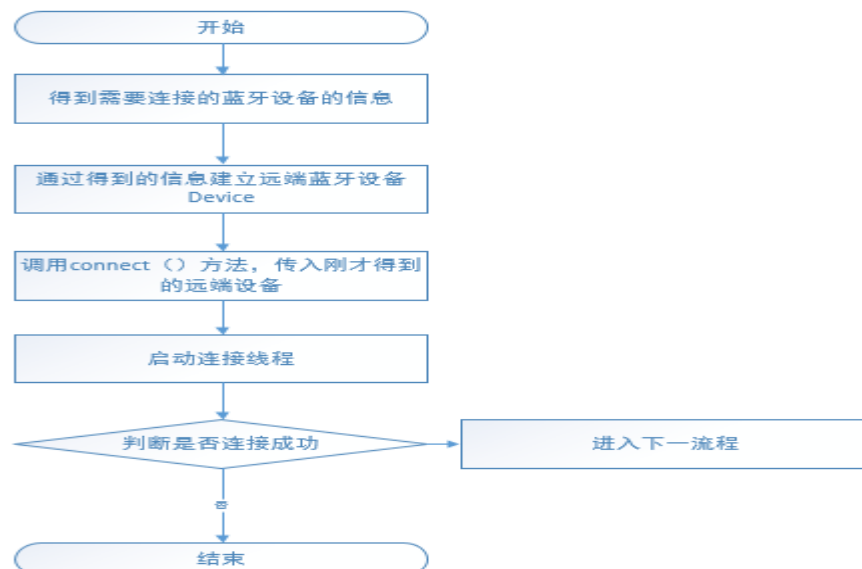 开始
得到需要连接的蓝牙设备的信息
通过得到的信息建立远端蓝牙设备
Device
调用connect（）方法，传入刚才得到
的远端设备
启动连接线程
判断是否连接成功
进入下一流程
否
结束